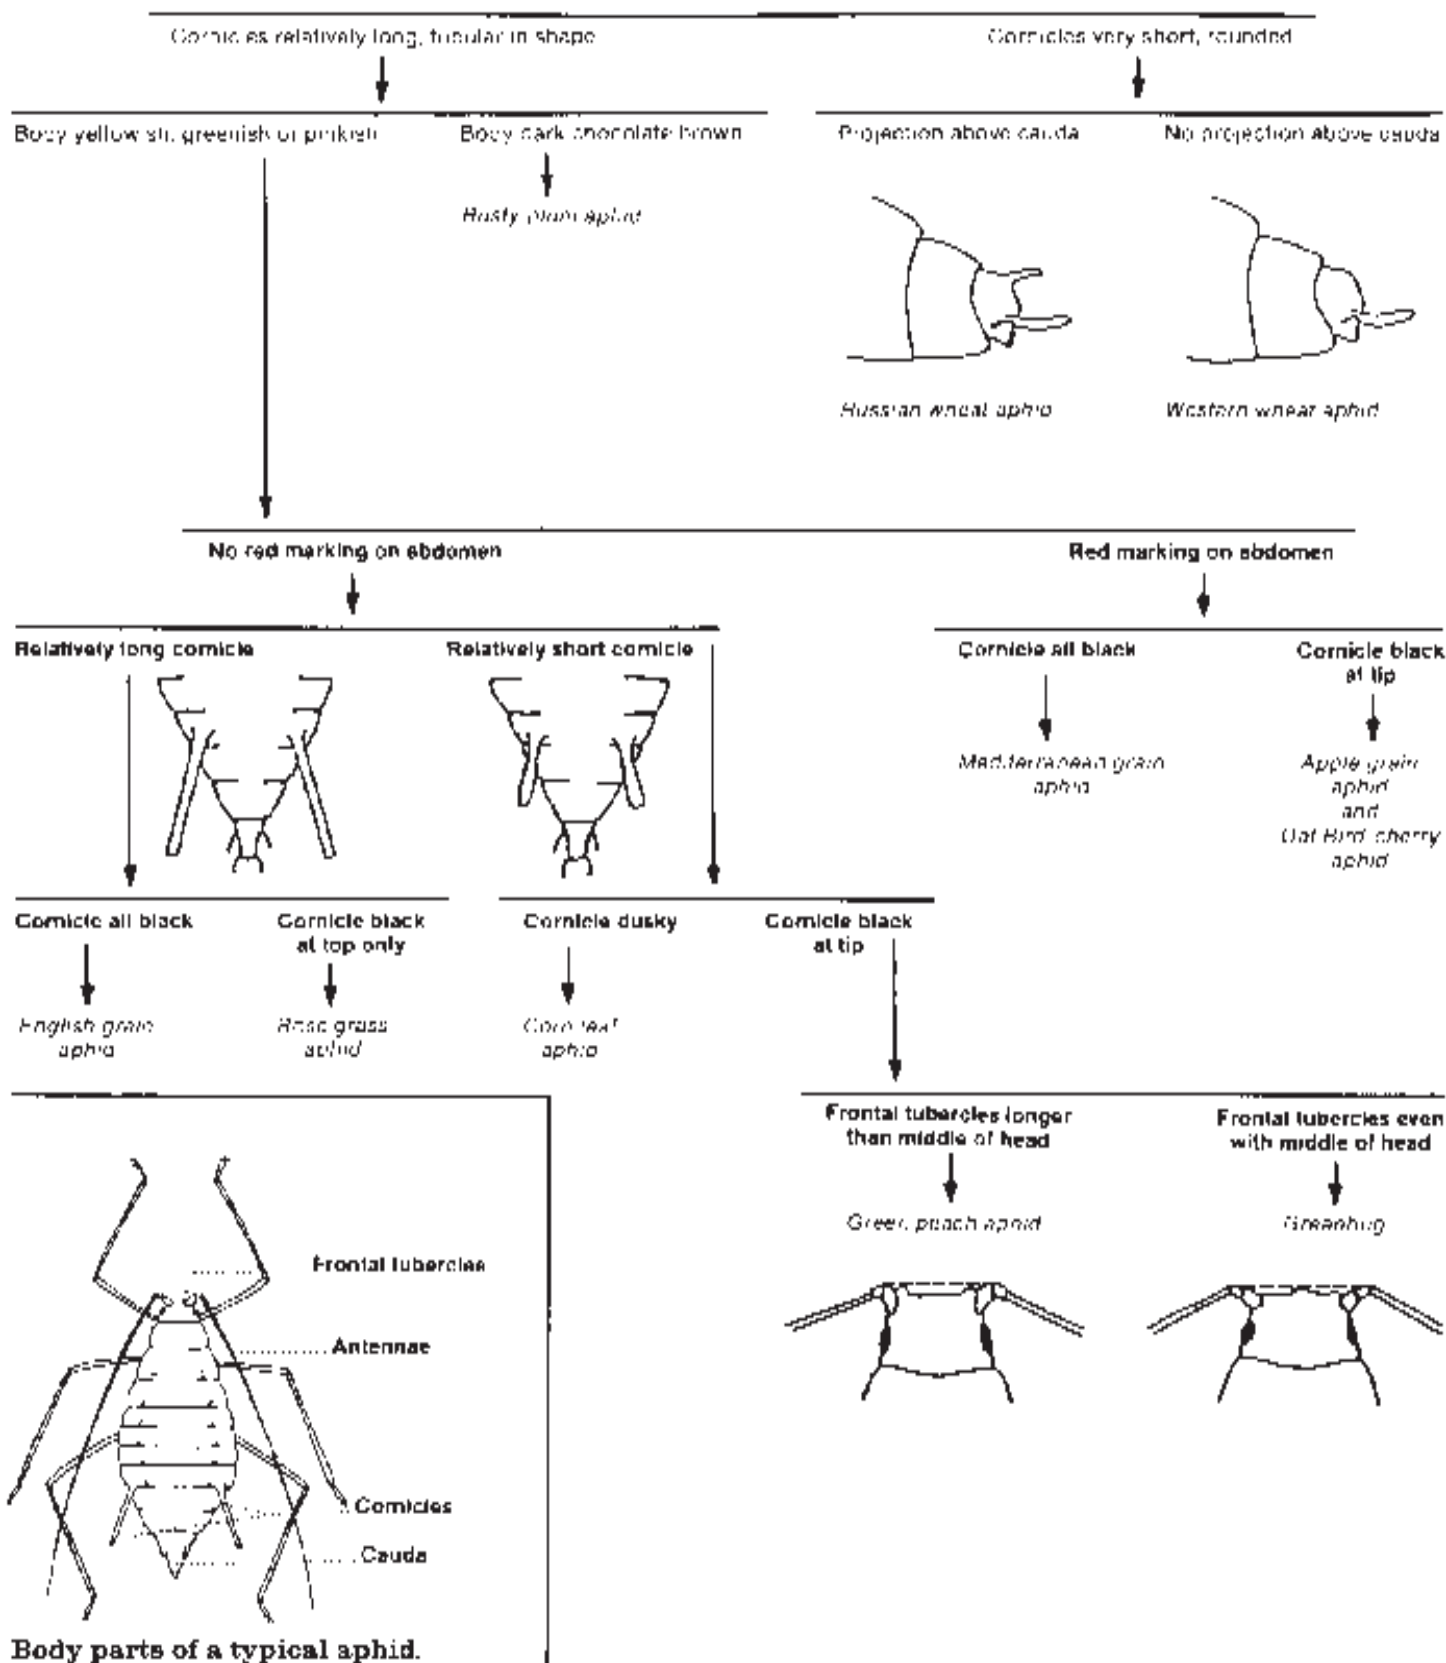 Cornicles relatively long, tubular in shape
Cornicles very short, rounded
Body yellowish, greenish or pinkish
Body dark chocolate brown
Projection above cauda
No projection above cauda
Rusty plum aphid
Russian wheat aphid
Western wheat aphid
No red marking on abdomen
Red marking on abdomen
Relatively long cornicle
Relatively short cornicle
Cornicle all black
Cornicle black
at tip
Mediterranean grain
aphid
Apple grain
aphid
and
Oat Bird-cherry
aphid
Cornicle all black
Cornicle black
at top only
Cornicle dusky
Cornicle black
at tip
English grain
aphid
Rose grass
aphid
Corn leaf
aphid
Frontal tubercles longer
than middle of head
Frontal tubercles even
with middle of head
Green peach aphid
Greenbug
Frontal tubercles
Antennae
Cornicles
Cauda
Body parts of a typical aphid.